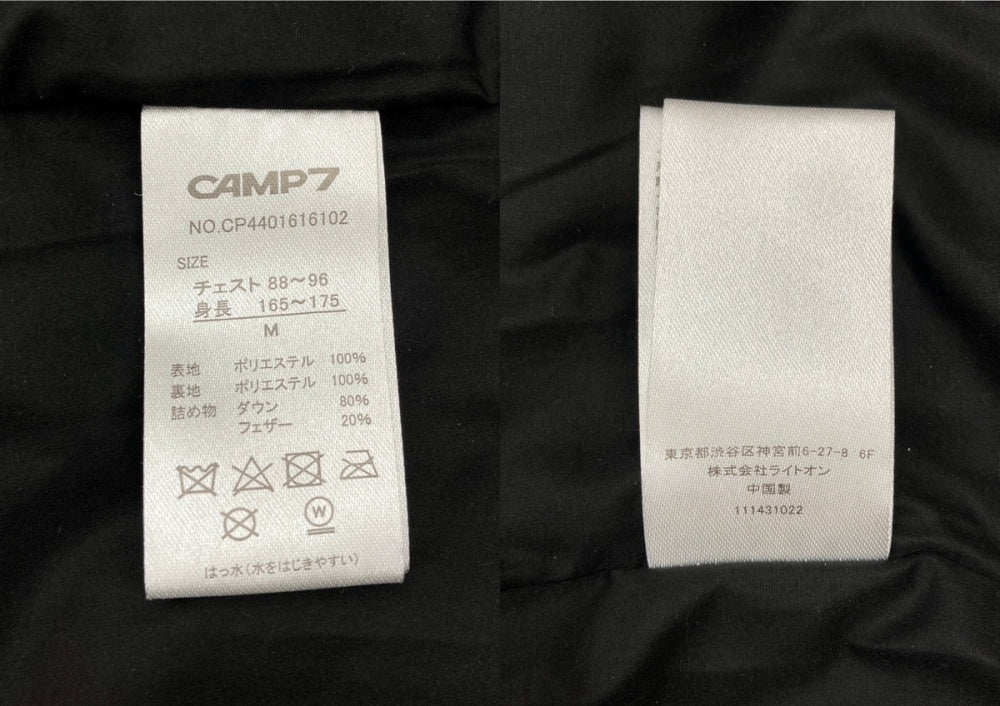 CAMP7
NO.CP4401616102
SIZE
チェスト 88～96
身長 165～175
M
表地 ポリエステル 100%
裏地 ポリエステル 100%
詰め物 ダウン 80%
フェザー 20%
W
はっ水(水をはじきやすい)
東京都渋谷区神宮前6-27-8 6F
株式会社ライトオン
中国製
111431022